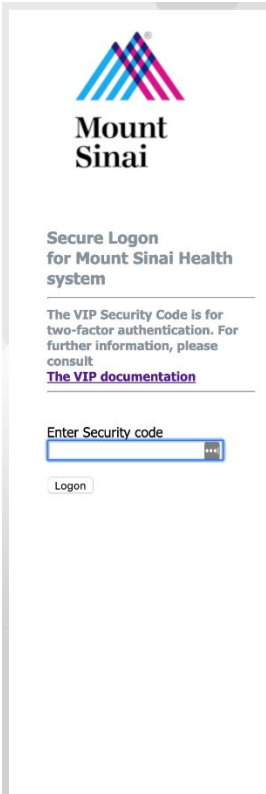 ®
Mount
Sinai
Secure Logon
for Mount Sinai Health
system
The VIP Security Code is for
two-factor authentication. For
further information, please
consult
The VIP documentation
Enter Security code
Logon